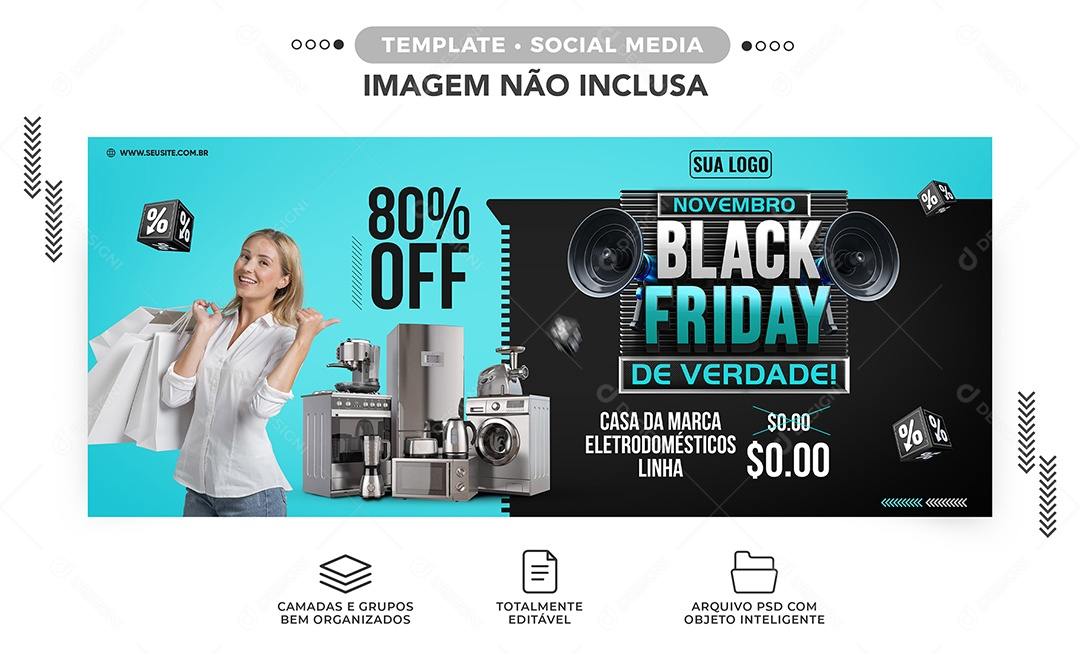 TEMPLATE • SOCIAL MEDIA
IMAGEM NÃO INCLUSA
WWW.SEUSITE.COM.BR
80%
OFF
SUA LOGO
NOVEMBRO
BLACK
FRIDAY
DE VERDADE!
CASA DA MARCA
ELETRODOMÉSTICOS
LINHA
$0.00
$0.00
%
%
%
%
%
%
CAMADAS E GRUPOS
BEM ORGANIZADOS
TOTALMENTE
EDITÁVEL
ARQUIVO PSD COM
OBJETO INTELIGENTE
DESIGNI